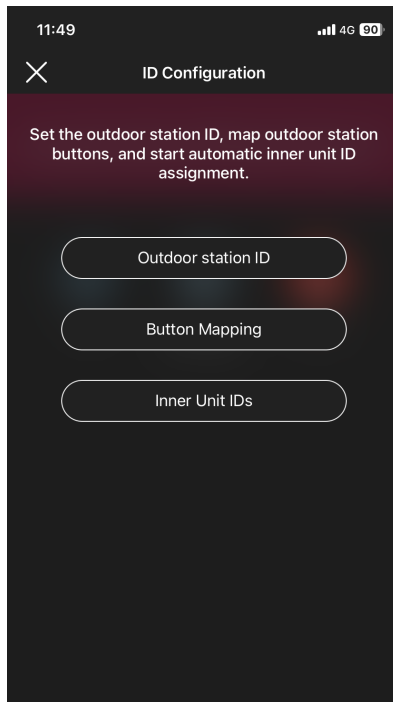 11:49
4G
90
ID Configuration
Set the outdoor station ID, map outdoor station
buttons, and start automatic inner unit ID
assignment.
Outdoor station ID
Button Mapping
Inner Unit IDs